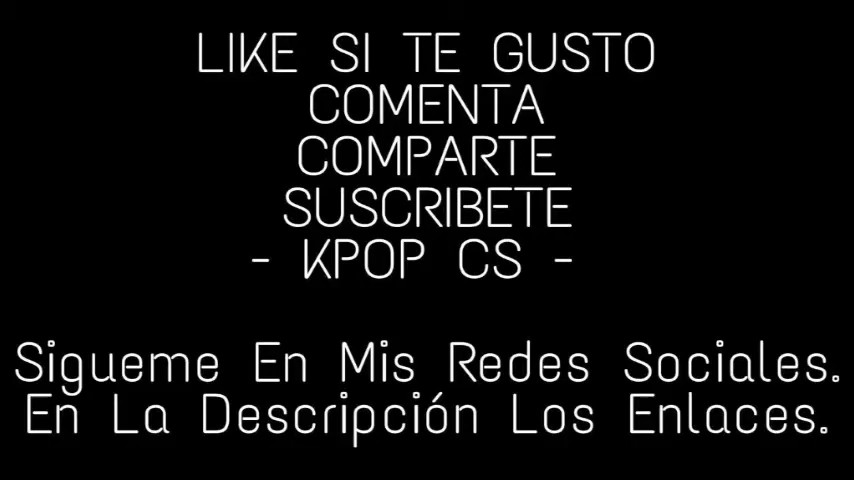 LIKE SI TE GUSTO
COMENTA
COMPARTE
SUSCRIBETE
- KPOP CS -
Sigueme En Mis Redes Sociales.
En La Descripción Los Enlaces.